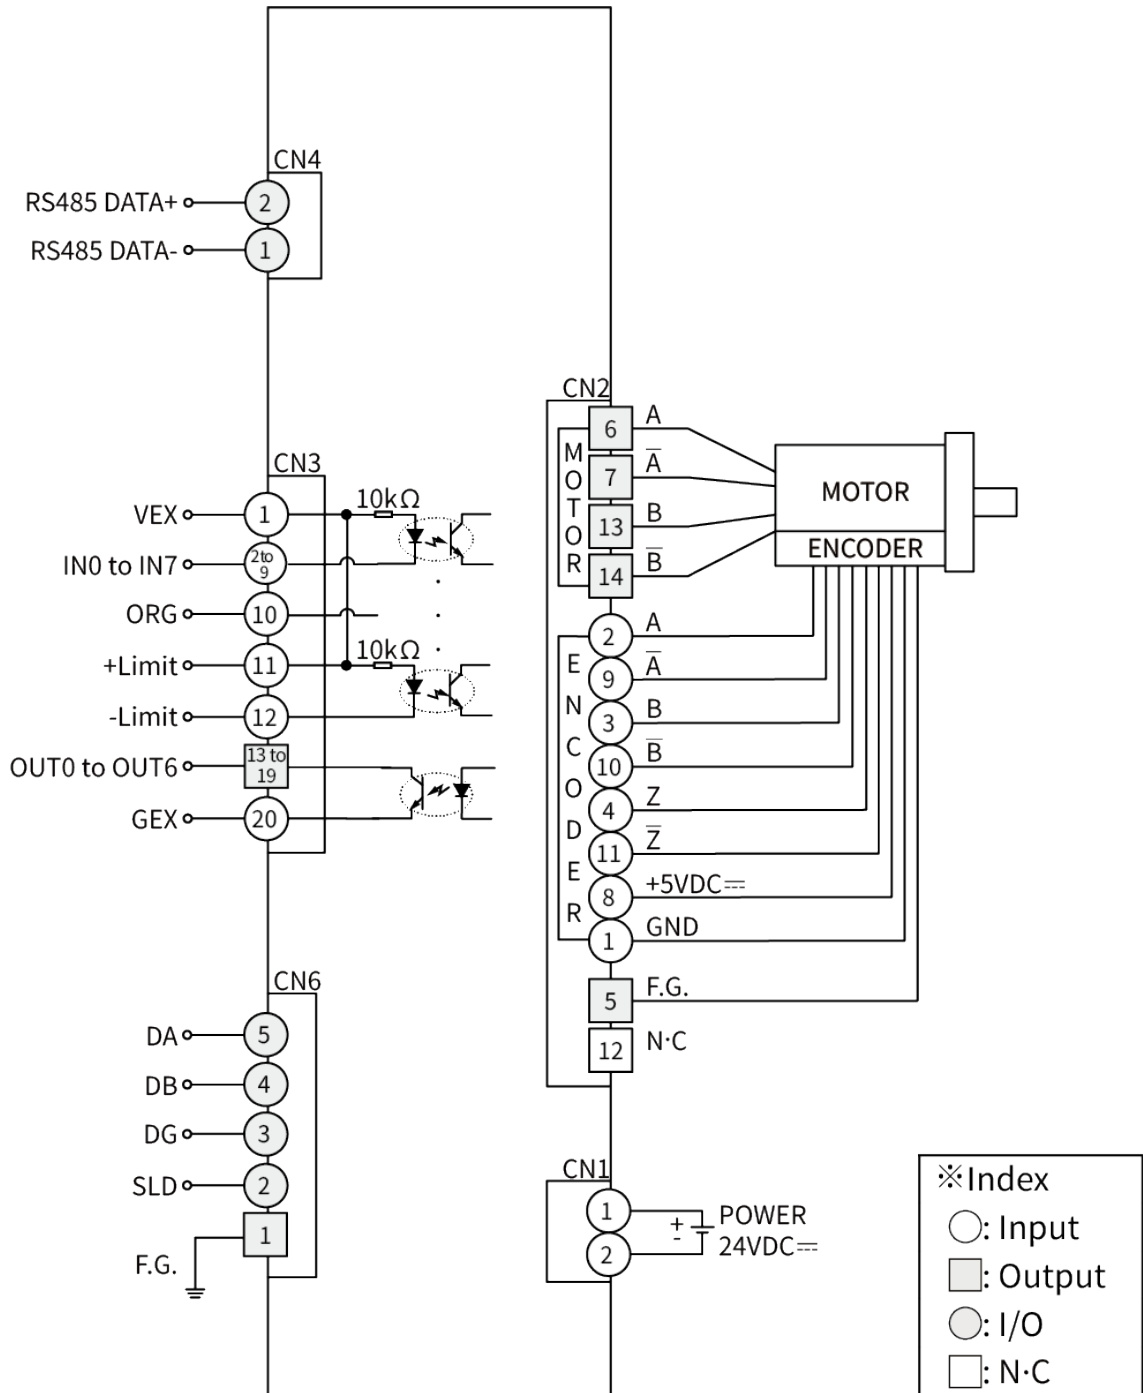 CN4
RS485 DATA+ 2
RS485 DATA- 1
CN3
VEX 1 10kΩ
IN0 to IN7 2to 9
ORG 10
+Limit 11 10kΩ
-Limit 12
OUT0 to OUT6 13 to 19
GEX 20
CN6
DA 5
DB 4
DG 3
SLD 2
F.G. 1
CN2
MOTOR
6 A
7 A̅
13 B
14 B̅
MOTOR
ENCODER
ENCODER
2 A
9 A̅
3 B
10 B̅
4 Z
11 Z̅
8 +5VDC⎓
1 GND
5 F.G.
12 N·C
CN1
1 + POWER
2 - 24VDC⎓
※Index
: Input
: Output
: I/O
: N·C